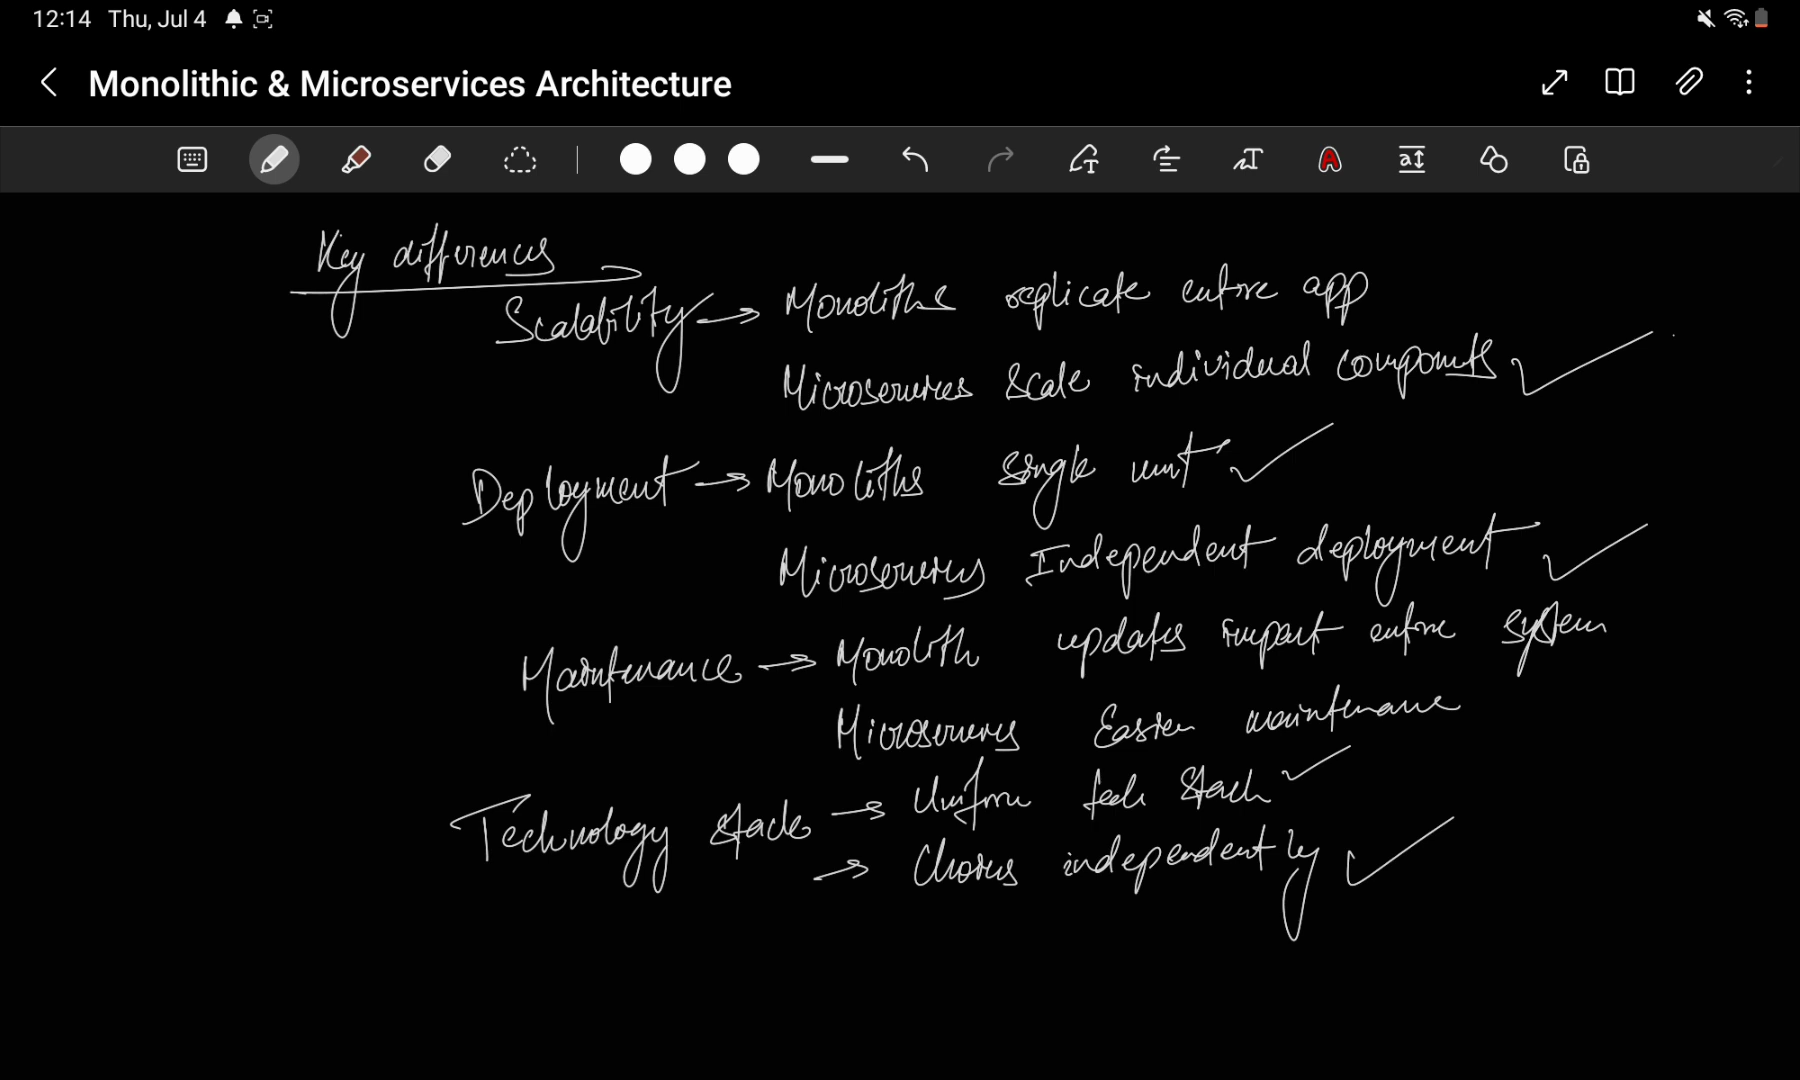 12:14 Thu, Jul 4
Monolithic & Microservices Architecture
Key differences
Scalability → Monoliths replicate entire app
Microservices Scale individual components ✓
Deployment → Monoliths single unit ✓
Microservices Independent deployment ✓
Maintenance → Monolith updates impact entire system
Microservices Easier maintenance
Technology stack → Uniform tech stack ✓
→ Choices independently ✓